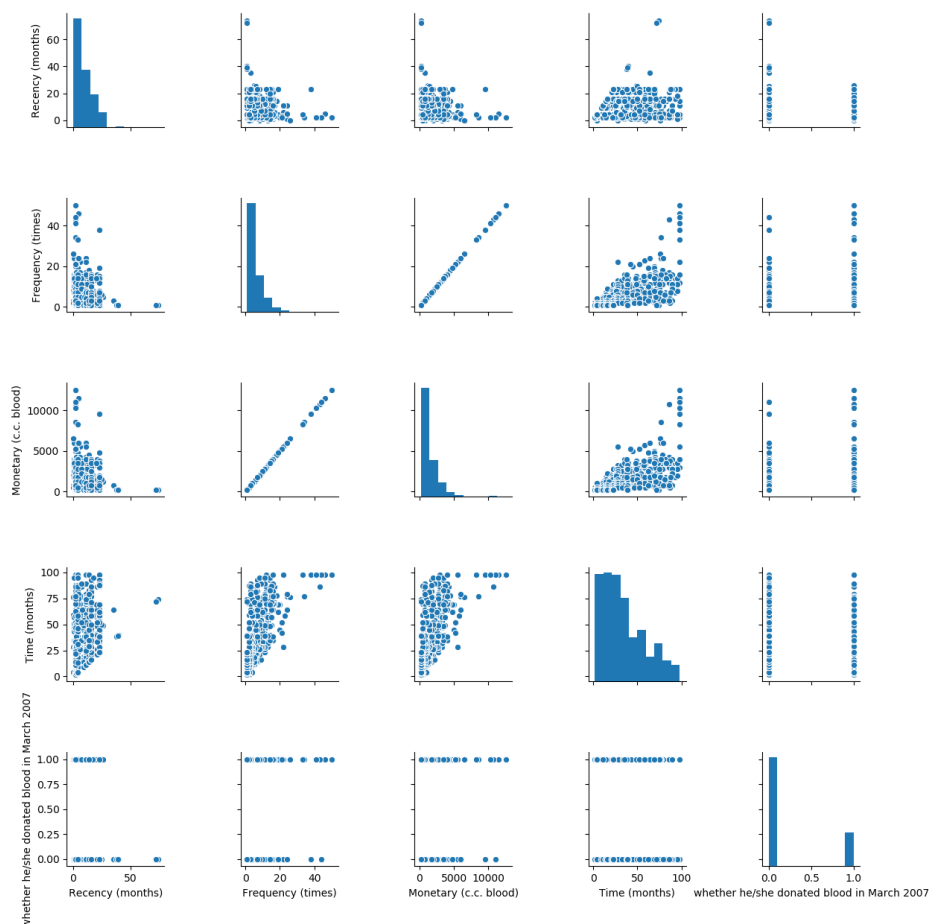 Recency (months)
60
40
20
0
Frequency (times)
40
20
0
Monetary (c.c. blood)
10000
5000
0
Time (months)
100
75
50
25
0
whether he/she donated blood in March 2007
1.00
0.75
0.50
0.25
0.00
0 50
0 20 40
0 5000 10000
0 50 100
0.0 0.5 1.0
Recency (months)
Frequency (times)
Monetary (c.c. blood)
Time (months)
whether he/she donated blood in March 2007